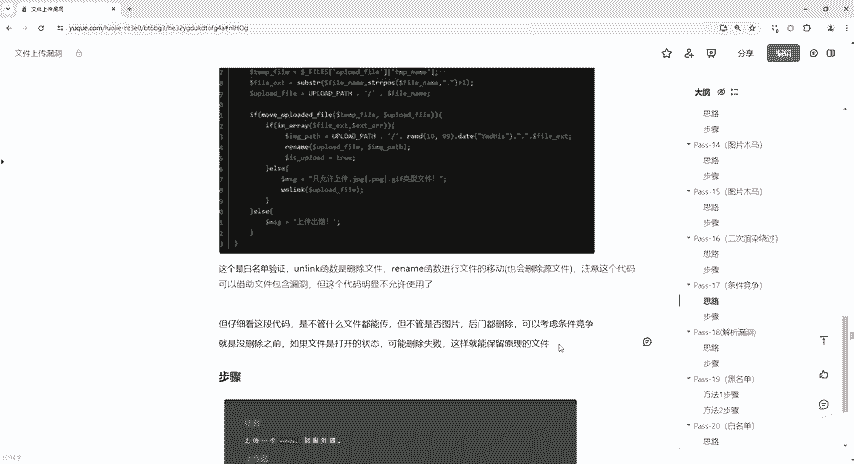 文件上传漏洞
文件上传漏洞
分享
大纲
$file_ext = substr($file_name,strrpos($file_name,".")+1);
$upload_file = UPLOAD_PATH . '/' . $file_name;
if(move_uploaded_file($temp_file, $upload_file)){
if(in_array($file_ext,$ext_arr)){
$img_path = UPLOAD_PATH . '/'. rand(10, 99).date("YmdHis").".".$file_ext;
rename($upload_file, $img_path);
$is_upload = true;
}else{
$msg = "只允许上传.jpg|.png|.gif类型文件！";
unlink($upload_file);
}
}else{
$msg = '上传出错！';
}
}
这个是白名单验证，unlink函数是删除文件，rename函数进行文件的移动(也会删除源文件)，注意这个代码
可以借助文件包含漏洞，但这个代码明显不允许使用了
但仔细看这段代码，是不管什么文件都能传，但不管是否图片，后门都删除，可以考虑条件竞争
就是没删除之前，如果文件是打开的状态，可能删除失败，这样就能保留原现的文件
步骤
思路
步骤
Pass-14（图片木马）
思路
步骤
Pass-15（图片木马）
思路
步骤
Pass-16（二次渲染绕过）
思路
步骤
Pass-17（条件竞争）
思路
步骤
Pass-18(解析漏洞)
思路
步骤
Pass-19（黑名单）
方法1步骤
方法2步骤
Pass-20（白名单）
思路